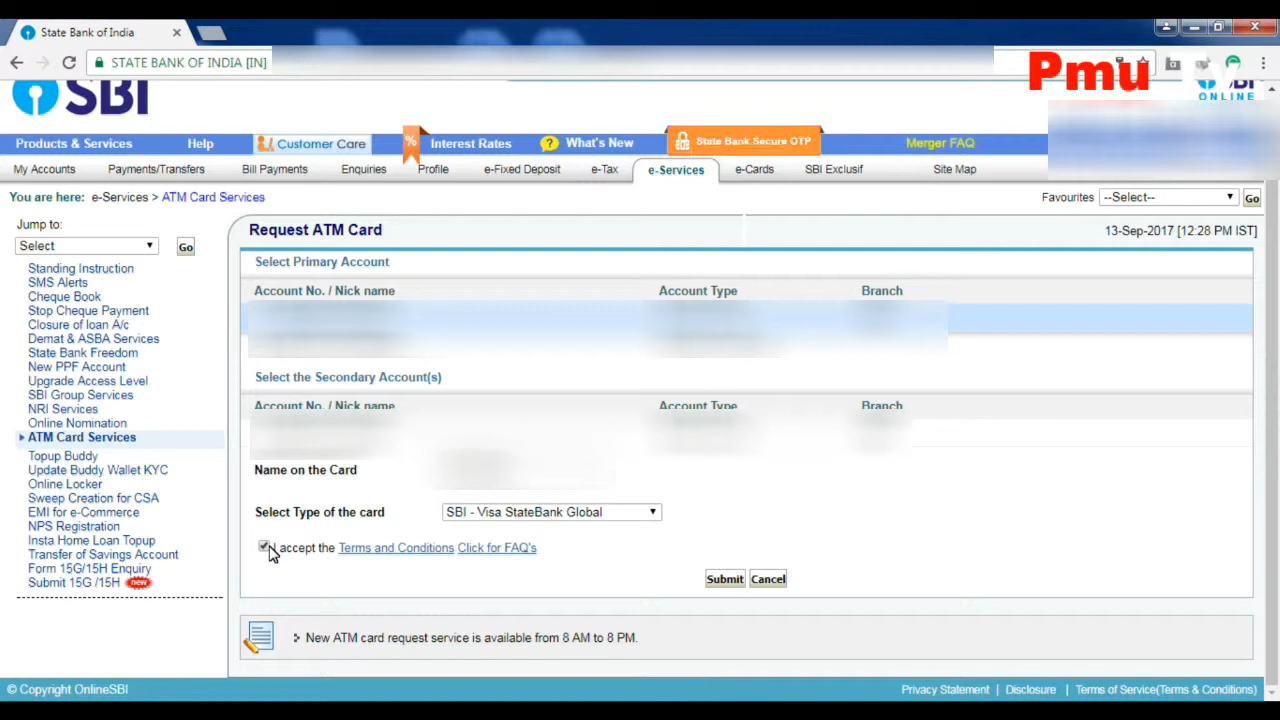 State Bank of India
STATE BANK OF INDIA [IN]
Pmu
SBI
ONLINE
Products & Services Help Customer Care % Interest Rates ? What's New State Bank Secure OTP Merger FAQ
My Accounts Payments/Transfers Bill Payments Enquiries Profile e-Fixed Deposit e-Tax e-Services e-Cards SBI Exclusif Site Map
You are here: e-Services > ATM Card Services
Favourites --Select-- Go
Jump to:
Select Go
Standing Instruction
SMS Alerts
Cheque Book
Stop Cheque Payment
Closure of loan A/c
Demat & ASBA Services
State Bank Freedom
New PPF Account
Upgrade Access Level
SBI Group Services
NRI Services
Online Nomination
ATM Card Services
Topup Buddy
Update Buddy Wallet KYC
Online Locker
Sweep Creation for CSA
EMI for e-Commerce
NPS Registration
Insta Home Loan Topup
Transfer of Savings Account
Form 15G/15H Enquiry
Submit 15G /15H new
Request ATM Card
13-Sep-2017 [12:28 PM IST]
Select Primary Account
Account No. / Nick name Account Type Branch
Select the Secondary Account(s)
Account No. / Nick name Account Type Branch
Name on the Card
Select Type of the card SBI - Visa StateBank Global
I accept the Terms and Conditions Click for FAQ's
Submit Cancel
New ATM card request service is available from 8 AM to 8 PM.
© Copyright OnlineSBI
Privacy Statement | Disclosure | Terms of Service(Terms & Conditions)